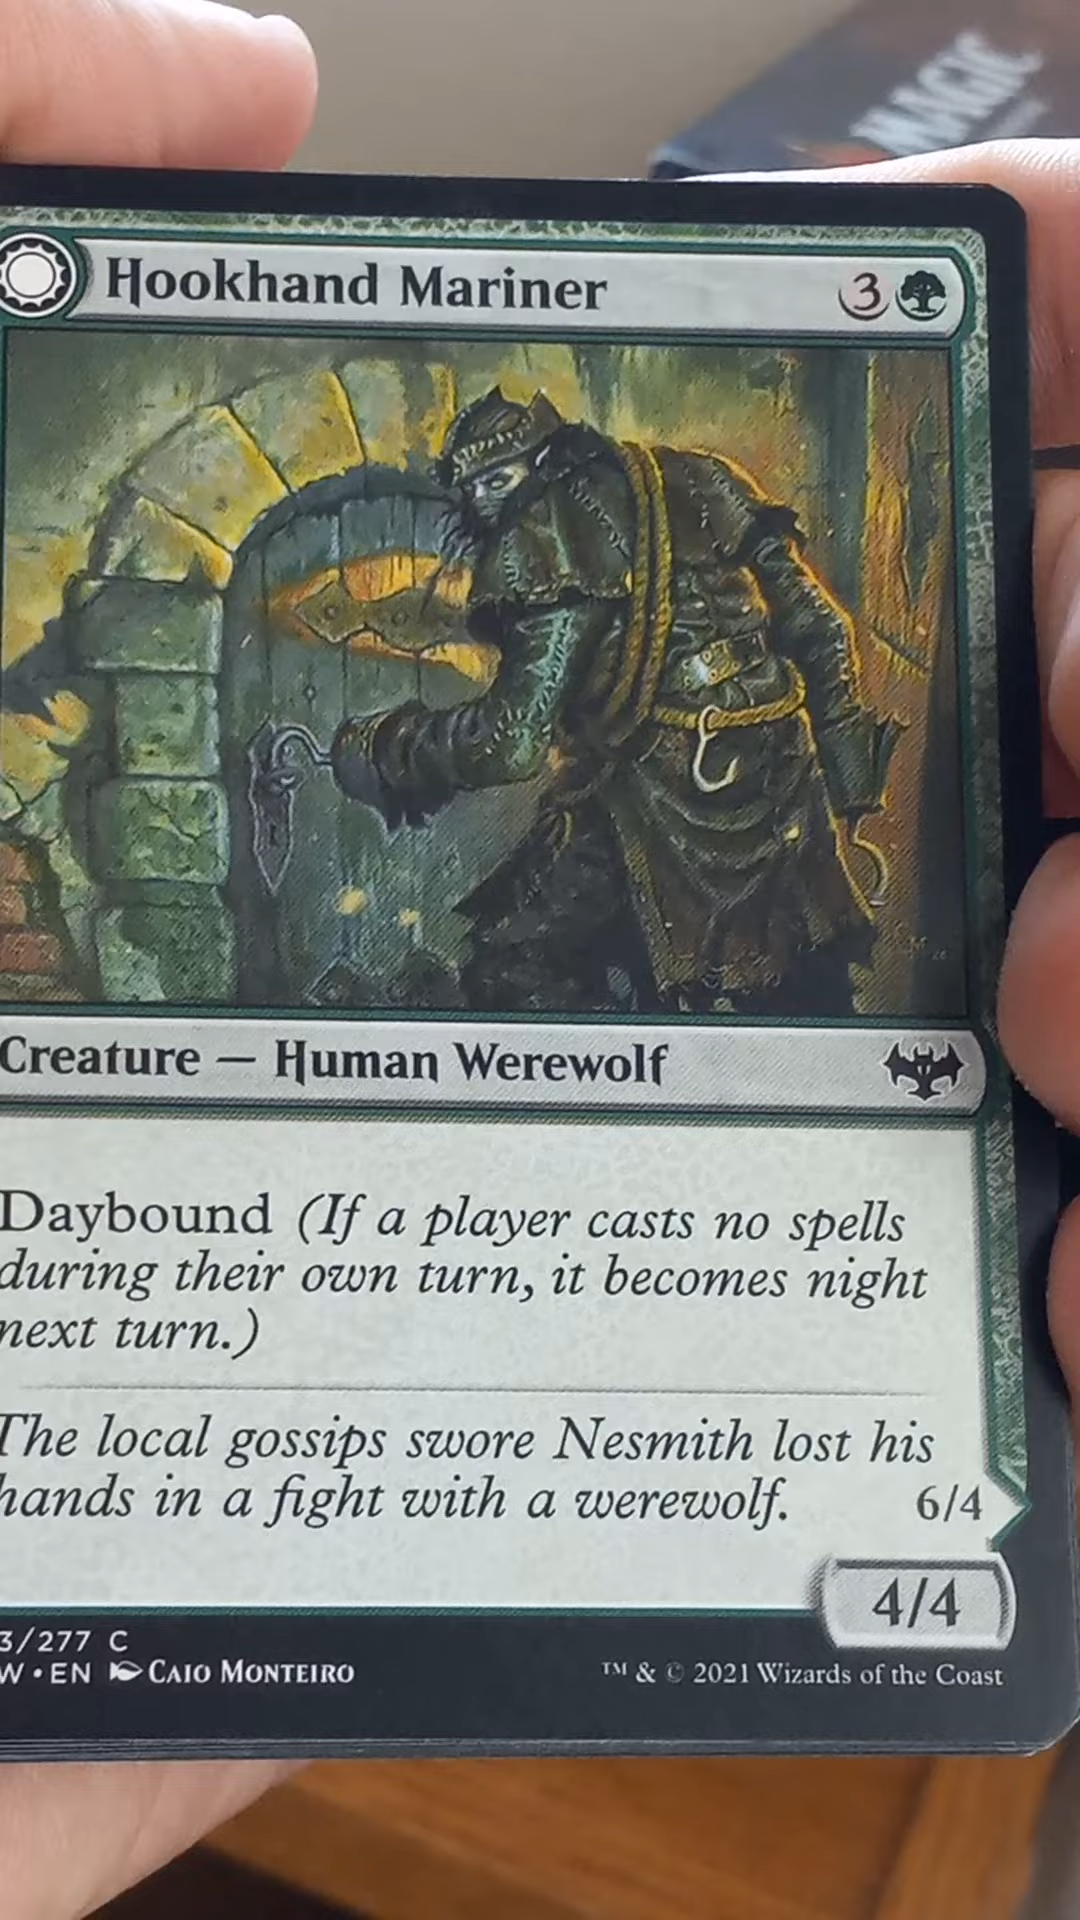 MAGIC
Hookhand Mariner 3
Creature — Human Werewolf
Daybound (If a player casts no spells
during their own turn, it becomes night
next turn.)
The local gossips swore Nesmith lost his
hands in a fight with a werewolf. 6/4
4/4
3/277 C
W • EN CAIO MONTEIRO ™ & © 2021 Wizards of the Coast